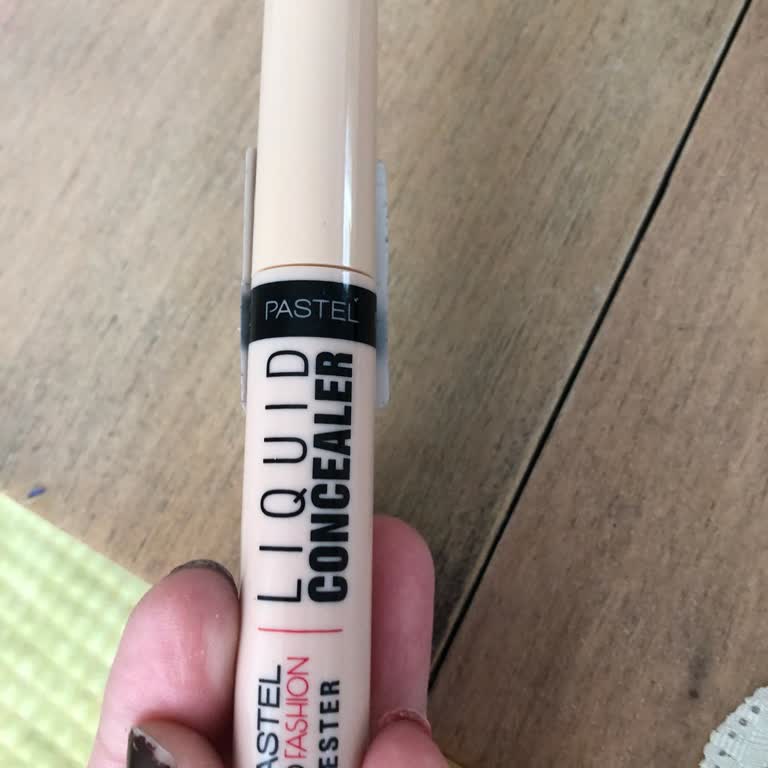 PASTEL
LIQUID
CONCEALER
ASTEL
FASHION
ESTER